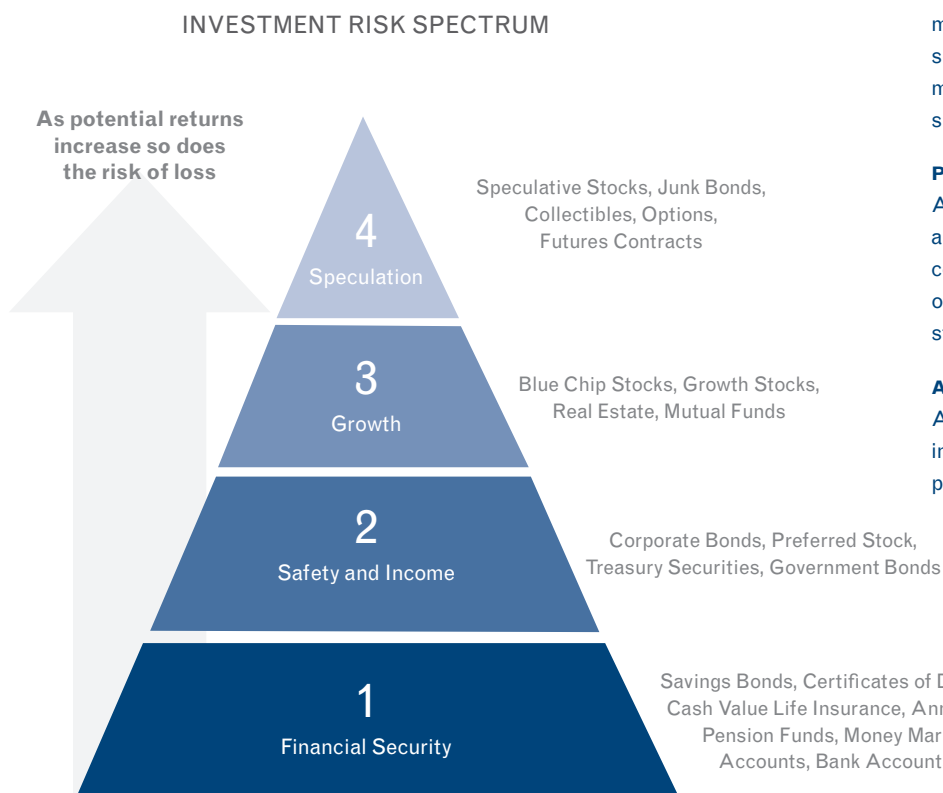 INVESTMENT RISK SPECTRUM
As potential returns
increase so does
the risk of loss
4
Speculation
Speculative Stocks, Junk Bonds,
Collectibles, Options,
Futures Contracts
3
Growth
Blue Chip Stocks, Growth Stocks,
Real Estate, Mutual Funds
2
Safety and Income
Corporate Bonds, Preferred Stock,
Treasury Securities, Government Bonds
1
Financial Security
Savings Bonds, Certificates of
Cash Value Life Insurance,
Pension Funds, Money
Accounts, Bank